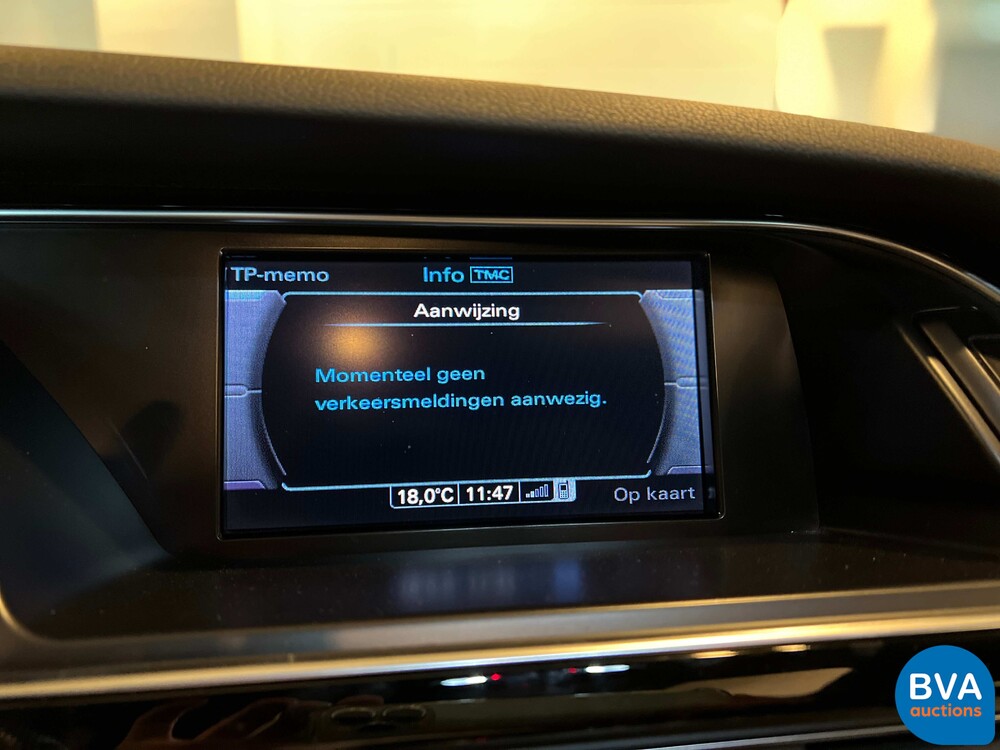 TP-memo
Info TMC
Aanwijzing
Momenteel geen
verkeersmeldingen aanwezig.
18,0°C 11:47
Op kaart
BVA
auctions